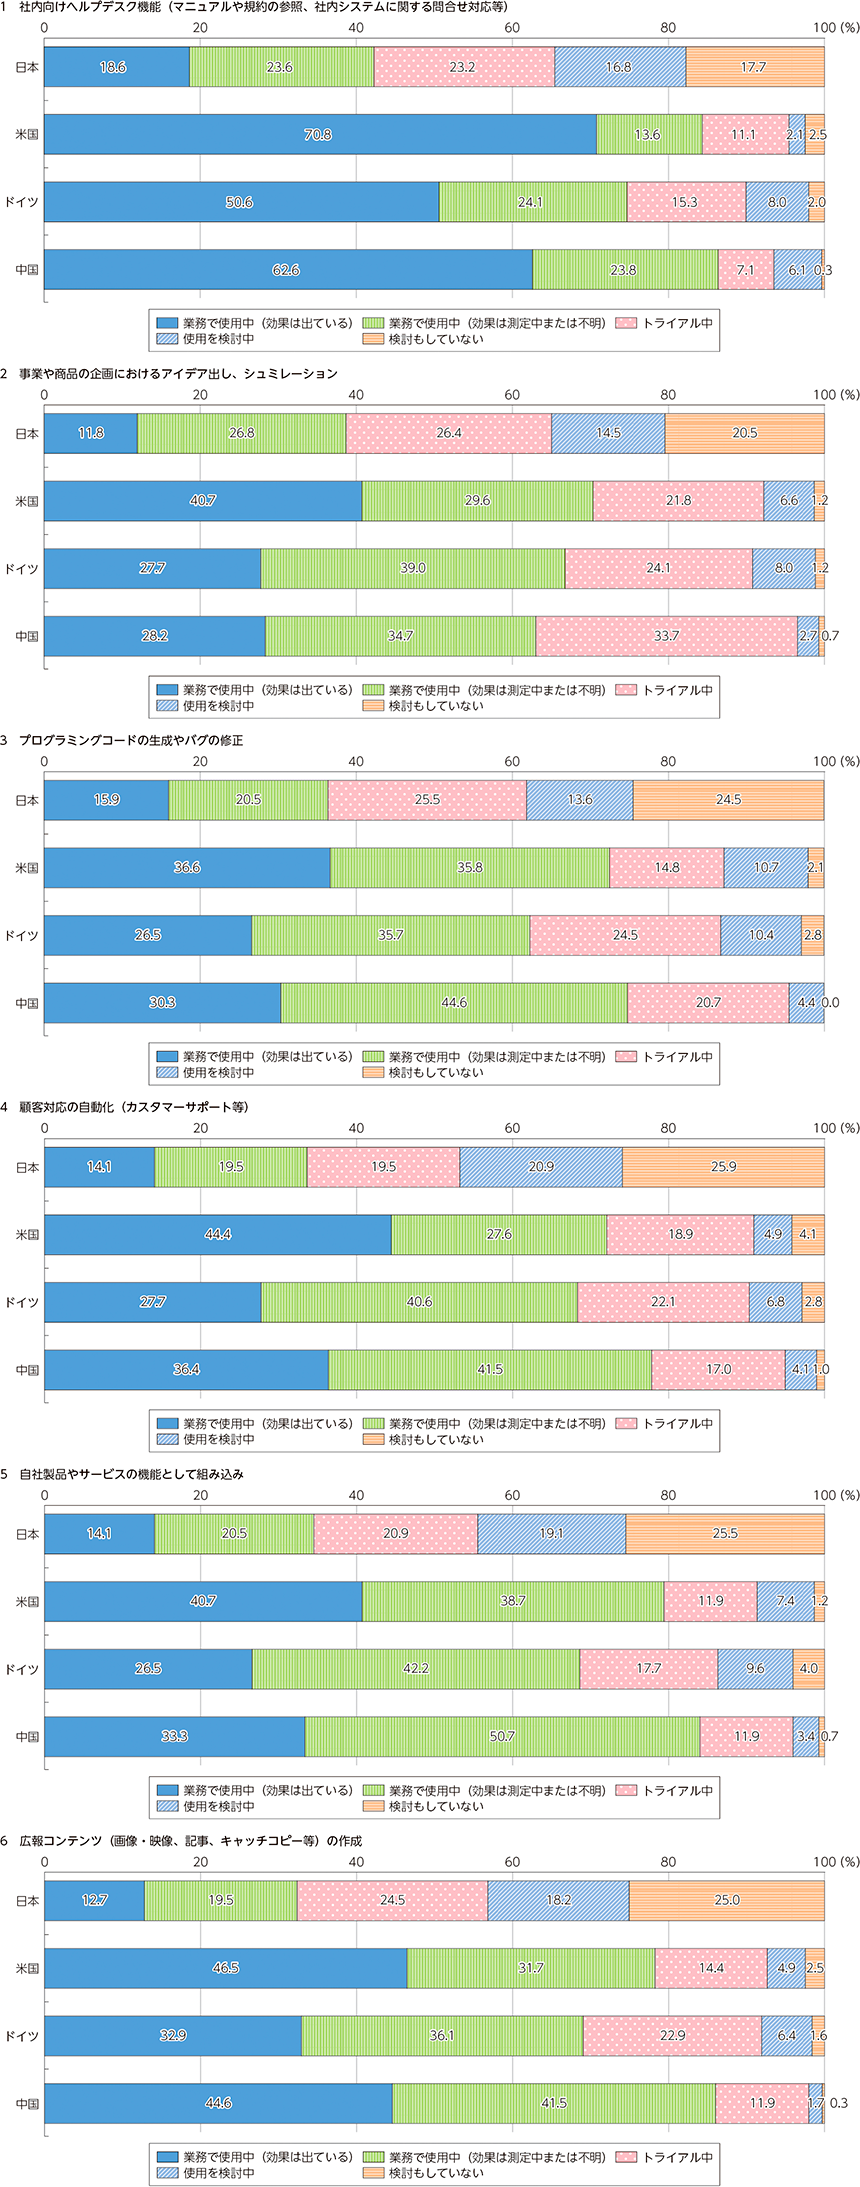 1　社内向けヘルプデスク機能（マニュアルや規約の参照、社内システムに関する問合せ対応等）
0 20 40 60 80 100 (%)
日本 18.6 23.6 23.2 16.8 17.7
米国 70.8 13.6 11.1 2.1 2.5
ドイツ 50.6 24.1 15.3 8.0 2.0
中国 62.6 23.8 7.1 6.1 0.3
業務で使用中（効果は出ている） 業務で使用中（効果は測定中または不明） トライアル中
使用を検討中 検討もしていない
2　事業や商品の企画におけるアイデア出し、シュミレーション
0 20 40 60 80 100 (%)
日本 11.8 26.8 26.4 14.5 20.5
米国 40.7 29.6 21.8 6.6 1.2
ドイツ 27.7 39.0 24.1 8.0 1.2
中国 28.2 34.7 33.7 2.7 0.7
業務で使用中（効果は出ている） 業務で使用中（効果は測定中または不明） トライアル中
使用を検討中 検討もしていない
3　プログラミングコードの生成やバグの修正
0 20 40 60 80 100 (%)
日本 15.9 20.5 25.5 13.6 24.5
米国 36.6 35.8 14.8 10.7 2.1
ドイツ 26.5 35.7 24.5 10.4 2.8
中国 30.3 44.6 20.7 4.4 0.0
業務で使用中（効果は出ている） 業務で使用中（効果は測定中または不明） トライアル中
使用を検討中 検討もしていない
4　顧客対応の自動化（カスタマーサポート等）
0 20 40 60 80 100 (%)
日本 14.1 19.5 19.5 20.9 25.9
米国 44.4 27.6 18.9 4.9 4.1
ドイツ 27.7 40.6 22.1 6.8 2.8
中国 36.4 41.5 17.0 4.1 1.0
業務で使用中（効果は出ている） 業務で使用中（効果は測定中または不明） トライアル中
使用を検討中 検討もしていない
5　自社製品やサービスの機能として組み込み
0 20 40 60 80 100 (%)
日本 14.1 20.5 20.9 19.1 25.5
米国 40.7 38.7 11.9 7.4 1.2
ドイツ 26.5 42.2 17.7 9.6 4.0
中国 33.3 50.7 11.9 3.4 0.7
業務で使用中（効果は出ている） 業務で使用中（効果は測定中または不明） トライアル中
使用を検討中 検討もしていない
6　広報コンテンツ（画像・映像、記事、キャッチコピー等）の作成
0 20 40 60 80 100 (%)
日本 12.7 19.5 24.5 18.2 25.0
米国 46.5 31.7 14.4 4.9 2.5
ドイツ 32.9 36.1 22.9 6.4 1.6
中国 44.6 41.5 11.9 1.7 0.3
業務で使用中（効果は出ている） 業務で使用中（効果は測定中または不明） トライアル中
使用を検討中 検討もしていない